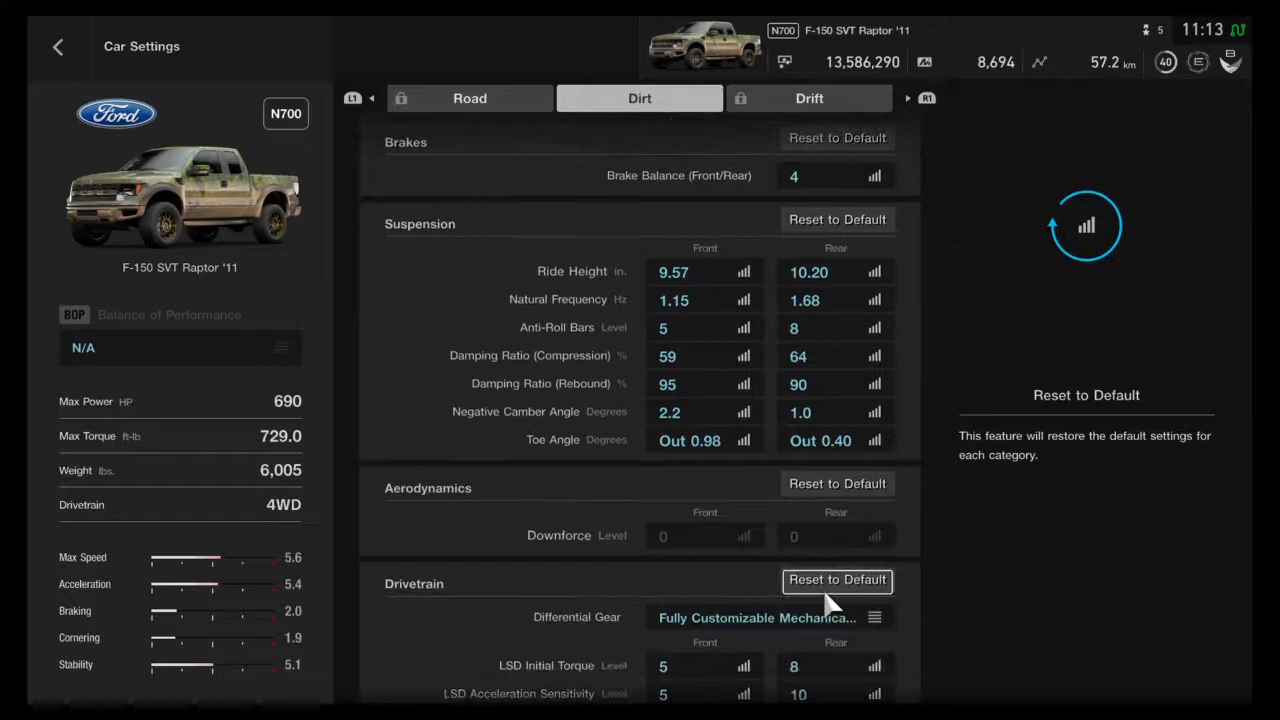 Car Settings
N700 F-150 SVT Raptor '11
5 11:13
13,586,290 8,694 57.2 km 40 E B
L1 Road Dirt Drift R1
Ford N700
F-150 SVT Raptor '11
BOP Balance of Performance
N/A
Max Power HP 690
Max Torque ft-lb 729.0
Weight lbs. 6,005
Drivetrain 4WD
Max Speed 5.6
Acceleration 5.4
Braking 2.0
Cornering 1.9
Stability 5.1
Brakes Reset to Default
Brake Balance (Front/Rear) 4
Suspension Reset to Default
Front Rear
Ride Height in. 9.57 10.20
Natural Frequency Hz 1.15 1.68
Anti-Roll Bars Level 5 8
Damping Ratio (Compression) % 59 64
Damping Ratio (Rebound) % 95 90
Negative Camber Angle Degrees 2.2 1.0
Toe Angle Degrees Out 0.98 Out 0.40
Aerodynamics Reset to Default
Front Rear
Downforce Level 0 0
Drivetrain Reset to Default
Differential Gear Fully Customizable Mechanica...
Front Rear
LSD Initial Torque Level 5 8
LSD Acceleration Sensitivity Level 5 10
Reset to Default
This feature will restore the default settings for
each category.